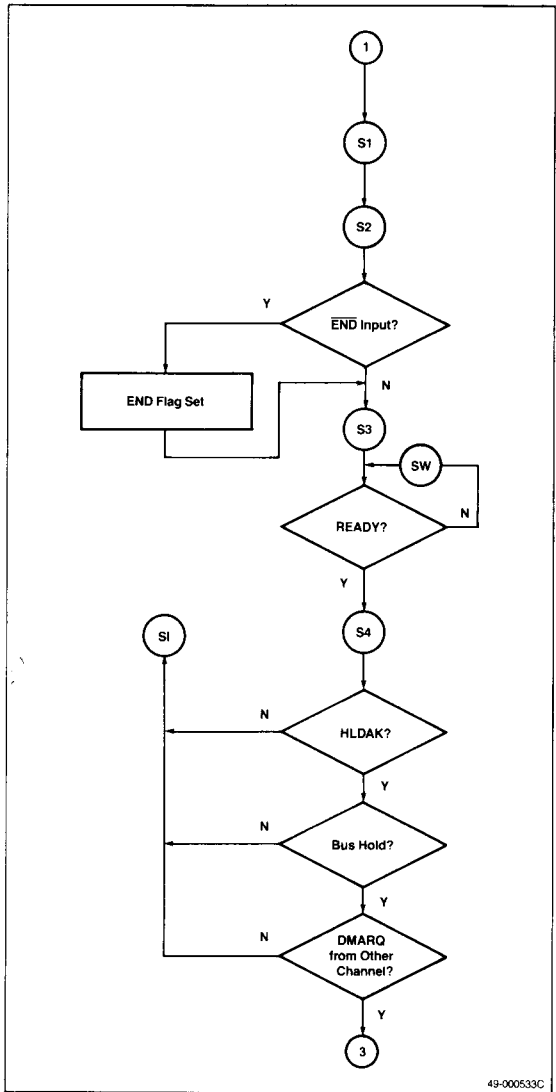 1
S1
S2
Y
END Input?
END Flag Set
N
S3
SW
N
READY?
Y
SI
S4
N
HLDAK?
Y
N
Bus Hold?
Y
N
DMARQ
from Other
Channel?
Y
3
49-000533C